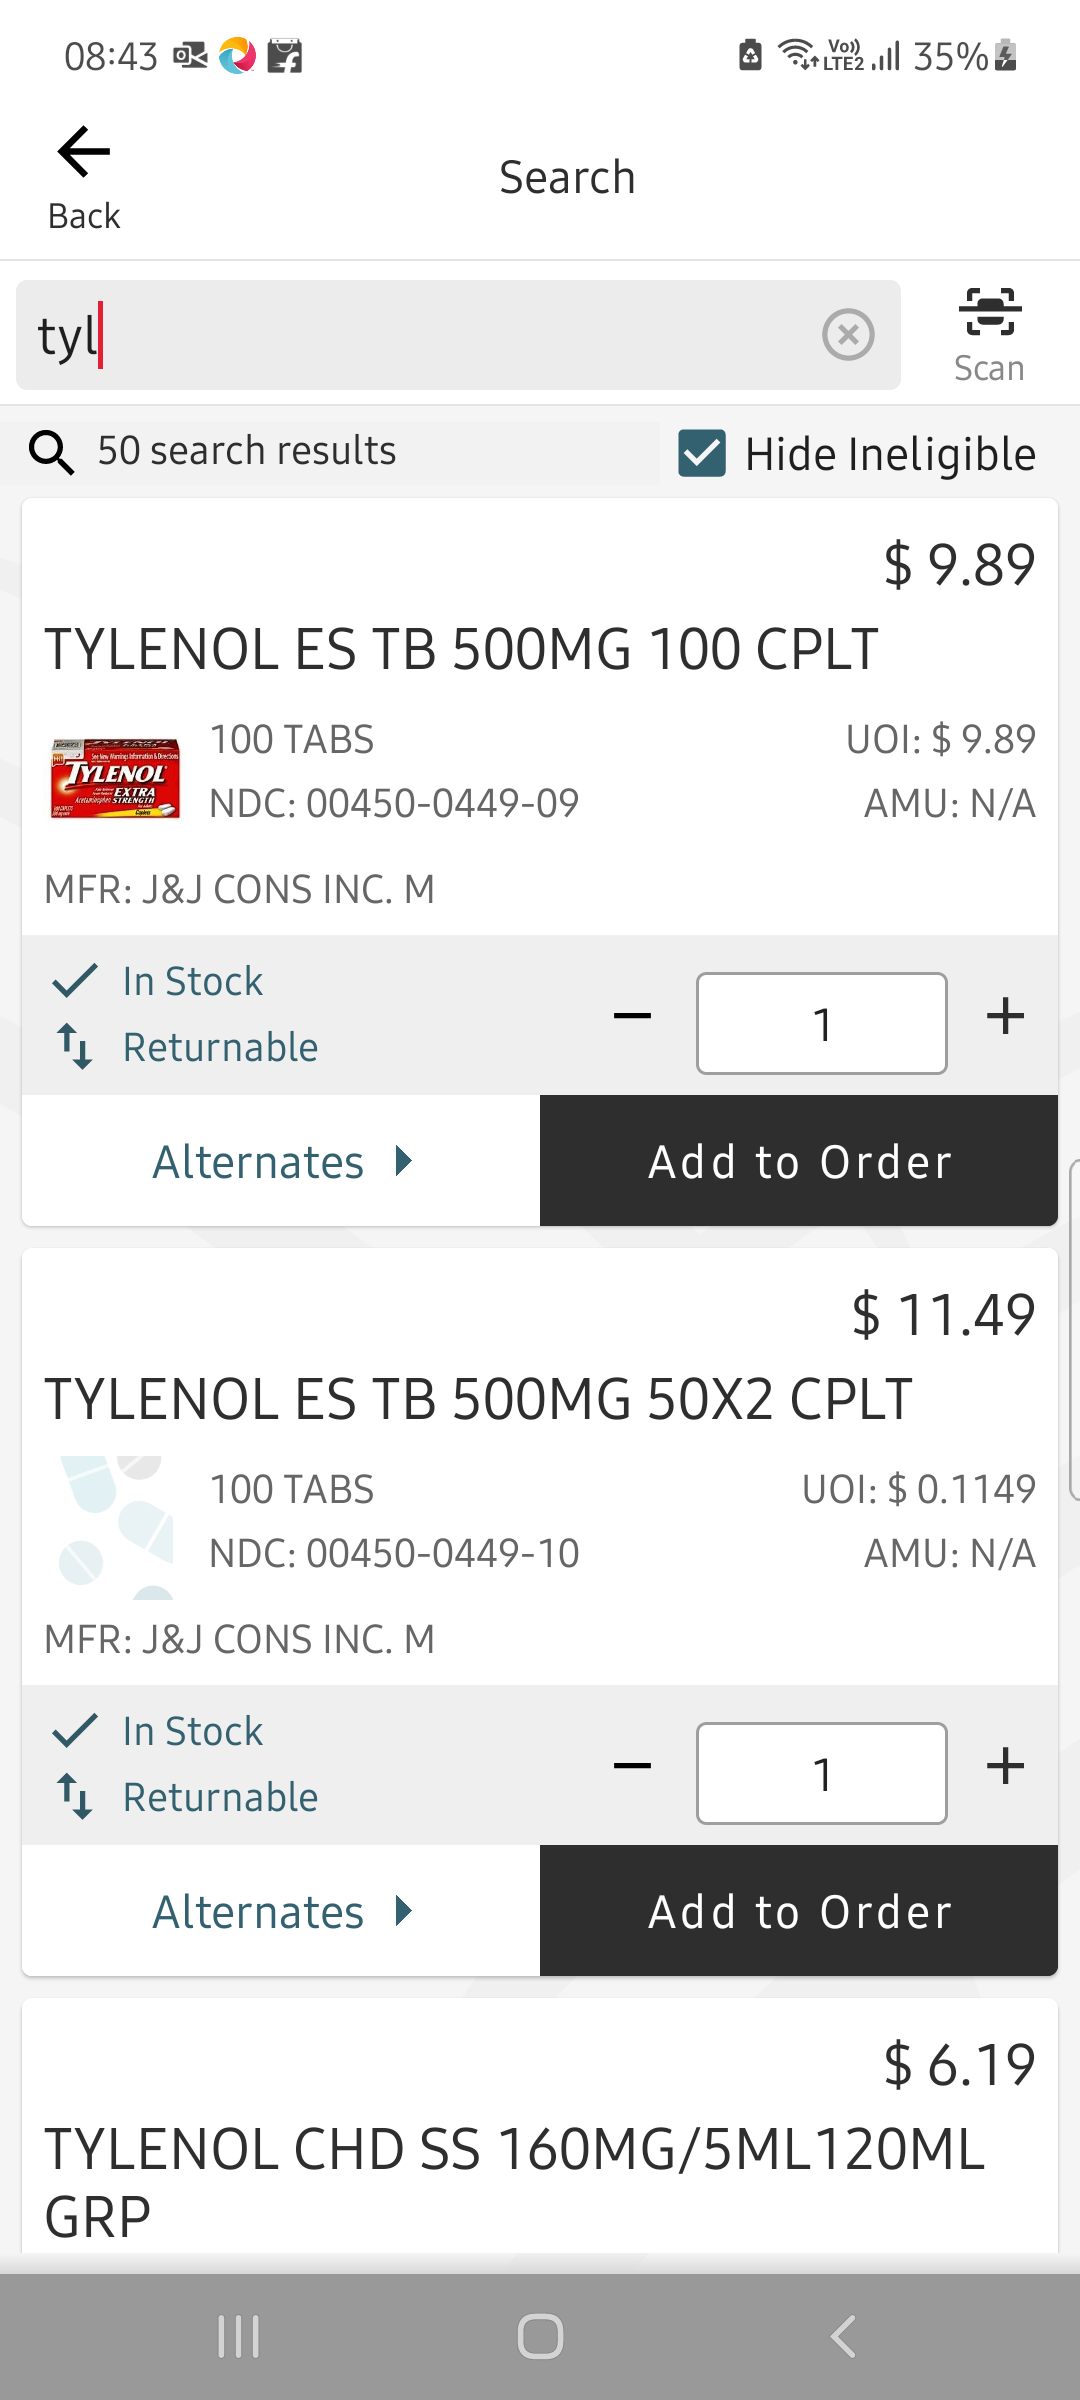 08:43 Vo)) LTE2 35%
Back
Search
tyl
Scan
50 search results
Hide Ineligible
$ 9.89
TYLENOL ES TB 500MG 100 CPLT
100 TABS
UOI: $ 9.89
TYLENOL
EXTRA
STRENGTH
NDC: 00450-0449-09
AMU: N/A
MFR: J&J CONS INC. M
In Stock
1
Returnable
Alternates
Add to Order
$ 11.49
TYLENOL ES TB 500MG 50X2 CPLT
100 TABS
UOI: $ 0.1149
NDC: 00450-0449-10
AMU: N/A
MFR: J&J CONS INC. M
In Stock
1
Returnable
Alternates
Add to Order
$ 6.19
TYLENOL CHD SS 160MG/5ML120ML
GRP